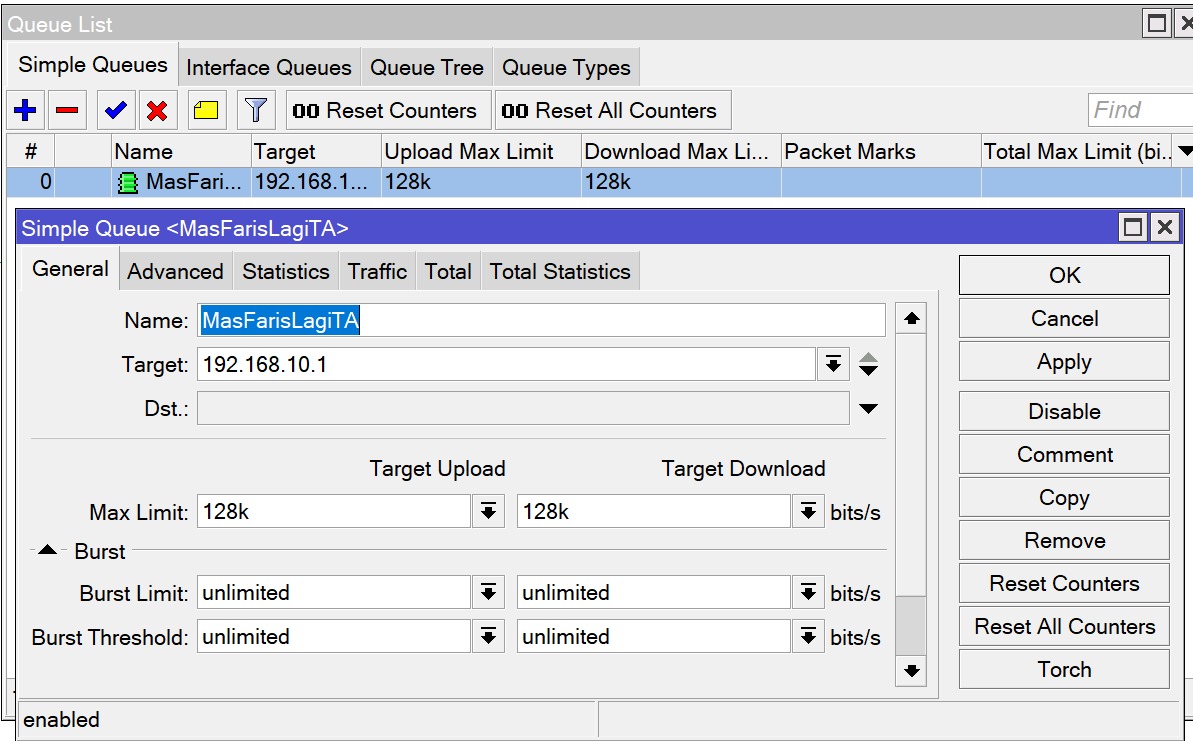 Queue List
Simple Queues Interface Queues Queue Tree Queue Types
00 Reset Counters 00 Reset All Counters Find
# Name Target Upload Max Limit Download Max Li... Packet Marks Total Max Limit (bi...
0 MasFari... 192.168.1... 128k 128k
Simple Queue <MasFarisLagiTA>
General Advanced Statistics Traffic Total Total Statistics
OK
Name: MasFarisLagiTA
Cancel
Target: 192.168.10.1
Apply
Dst.:
Disable
Comment
Target Upload Target Download
Copy
Max Limit: 128k 128k bits/s
Remove
Burst
Reset Counters
Burst Limit: unlimited unlimited bits/s
Reset All Counters
Burst Threshold: unlimited unlimited bits/s
Torch
enabled